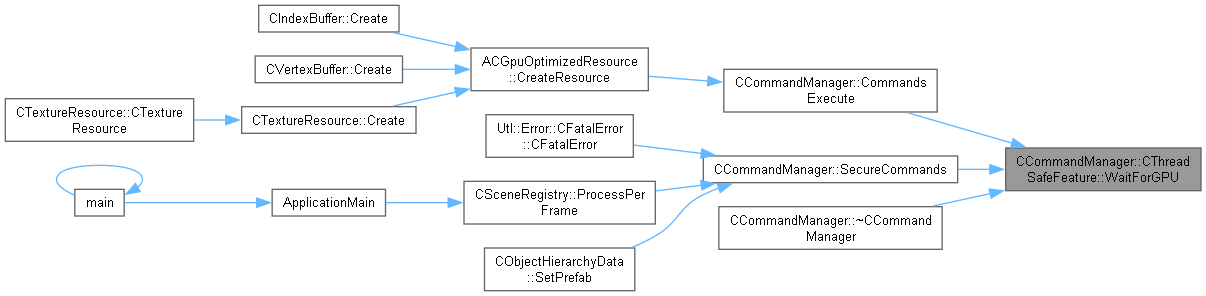 CIndexBuffer::Create
CVertexBuffer::Create
ACGpuOptimizedResource
::CreateResource
CCommandManager::Commands
Execute
CTextureResource::CTexture
Resource
CTextureResource::Create
Utl::Error::CFatalError
::CFatalError
CCommandManager::CThread
SafeFeature::WaitForGPU
CCommandManager::SecureCommands
main
ApplicationMain
CSceneRegistry::ProcessPer
Frame
CCommandManager::~CCommand
Manager
CObjectHierarchyData
::SetPrefab